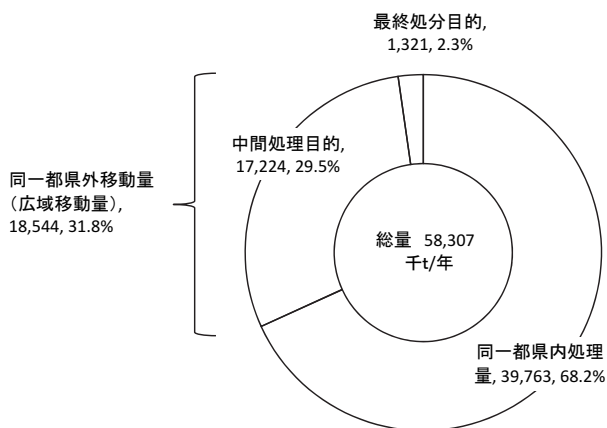 最終処分目的,
1,321, 2.3%
中間処理目的,
17,224, 29.5%
同一都県外移動量
(広域移動量),
18,544, 31.8%
総量 58,307
千t/年
同一都県内処理
量, 39,763, 68.2%